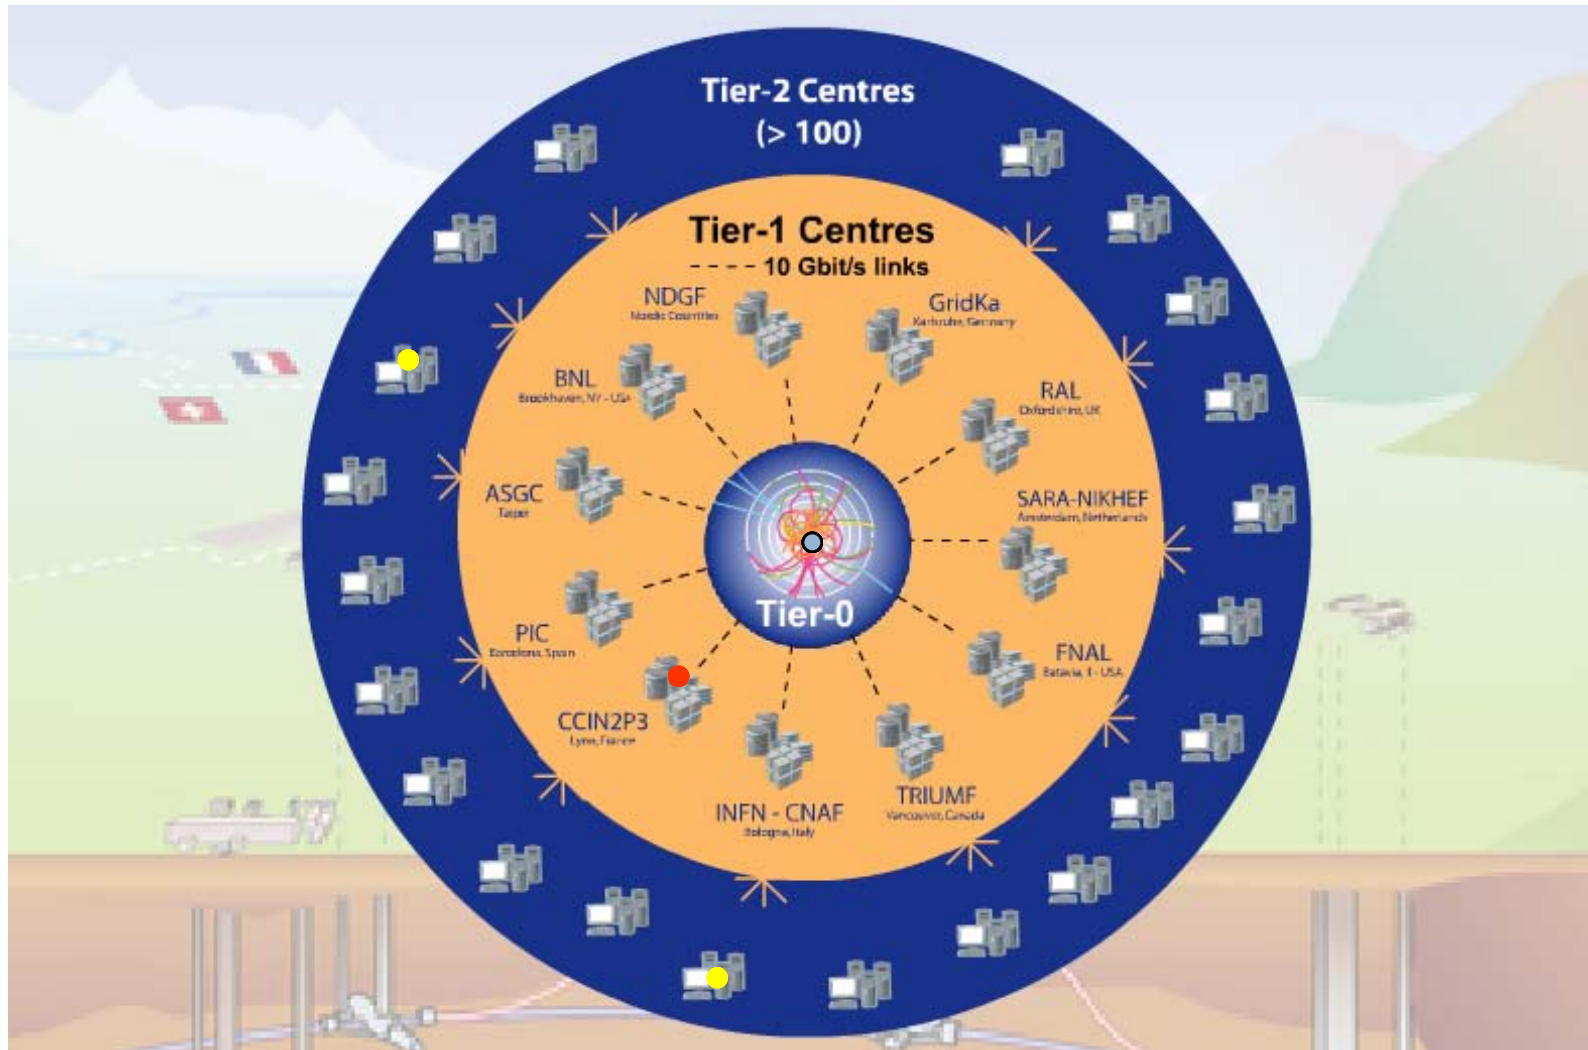 Tier-2 Centres
(> 100)
Tier-1 Centres
10 Gbit/s links
NDGF
Nordic Countries
GridKa
Karlsruhe, Germany
BNL
Brookhaven, NY - USA
RAL
Oxfordshire, UK
ASGC
Taipei
SARA-NIKHEF
Amsterdam, Netherlands
PIC
Barcelona, Spain
Tier-0
FNAL
Batavia, Il - USA
CCIN2P3
Lyon, France
INFN - CNAF
Bologna, Italy
TRIUMF
Vancouver, Canada